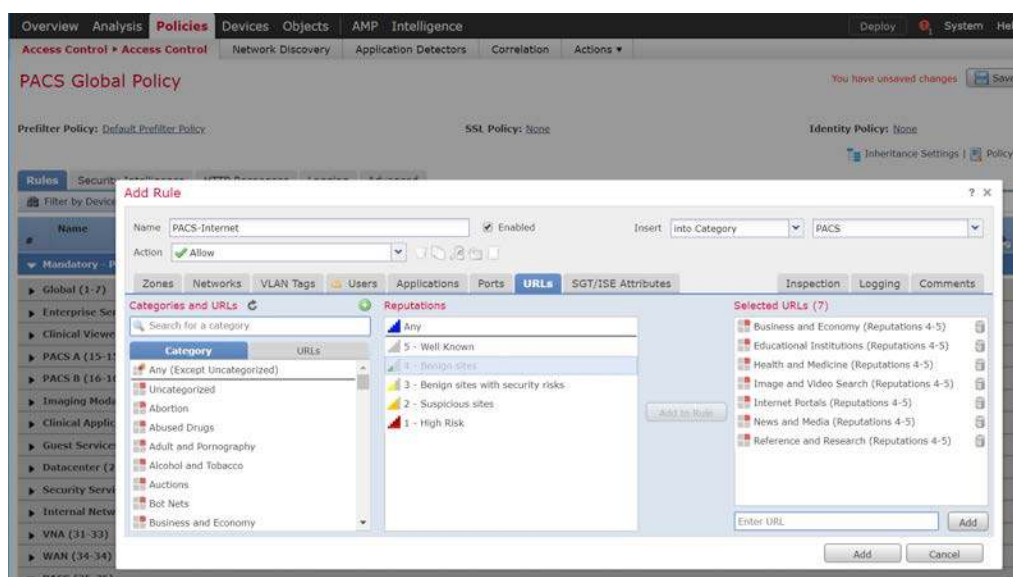 Overview Analysis Policies Devices Objects AMP Intelligence Deploy System
Access Control ▸ Access Control Network Discovery Application Detectors Correlation Actions ▼
PACS Global Policy
You have unsaved changes Save
Prefilter Policy: Default Prefilter Policy SSL Policy: None Identity Policy: None
Inheritance Settings | Policy
Rules
Filter by Device
Add Rule ? X
Name
#
Mandatory - P
Global (1-7)
Enterprise Ser
Clinical Viewe
PACS A (15-1
PACS B (16-1
Imaging Moda
Clinical Applic
Guest Service
Datacenter (2
Security Servi
Internal Netw
VNA (31-33)
WAN (34-34)
Name PACS-Internet Enabled Insert into Category PACS
Action Allow
Zones Networks VLAN Tags Users Applications Ports URLs SGT/ISE Attributes Inspection Logging Comments
Categories and URLs
Search for a category
Category URLs
Any (Except Uncategorized)
Uncategorized
Abortion
Abused Drugs
Adult and Pornography
Alcohol and Tobacco
Auctions
Bot Nets
Business and Economy
Reputations
Any
5 - Well Known
4 - Benign sites
3 - Benign sites with security risks
2 - Suspicious sites
1 - High Risk
Add to Rule
Selected URLs (7)
Business and Economy (Reputations 4-5)
Educational Institutions (Reputations 4-5)
Health and Medicine (Reputations 4-5)
Image and Video Search (Reputations 4-5)
Internet Portals (Reputations 4-5)
News and Media (Reputations 4-5)
Reference and Research (Reputations 4-5)
Enter URL Add
Add Cancel